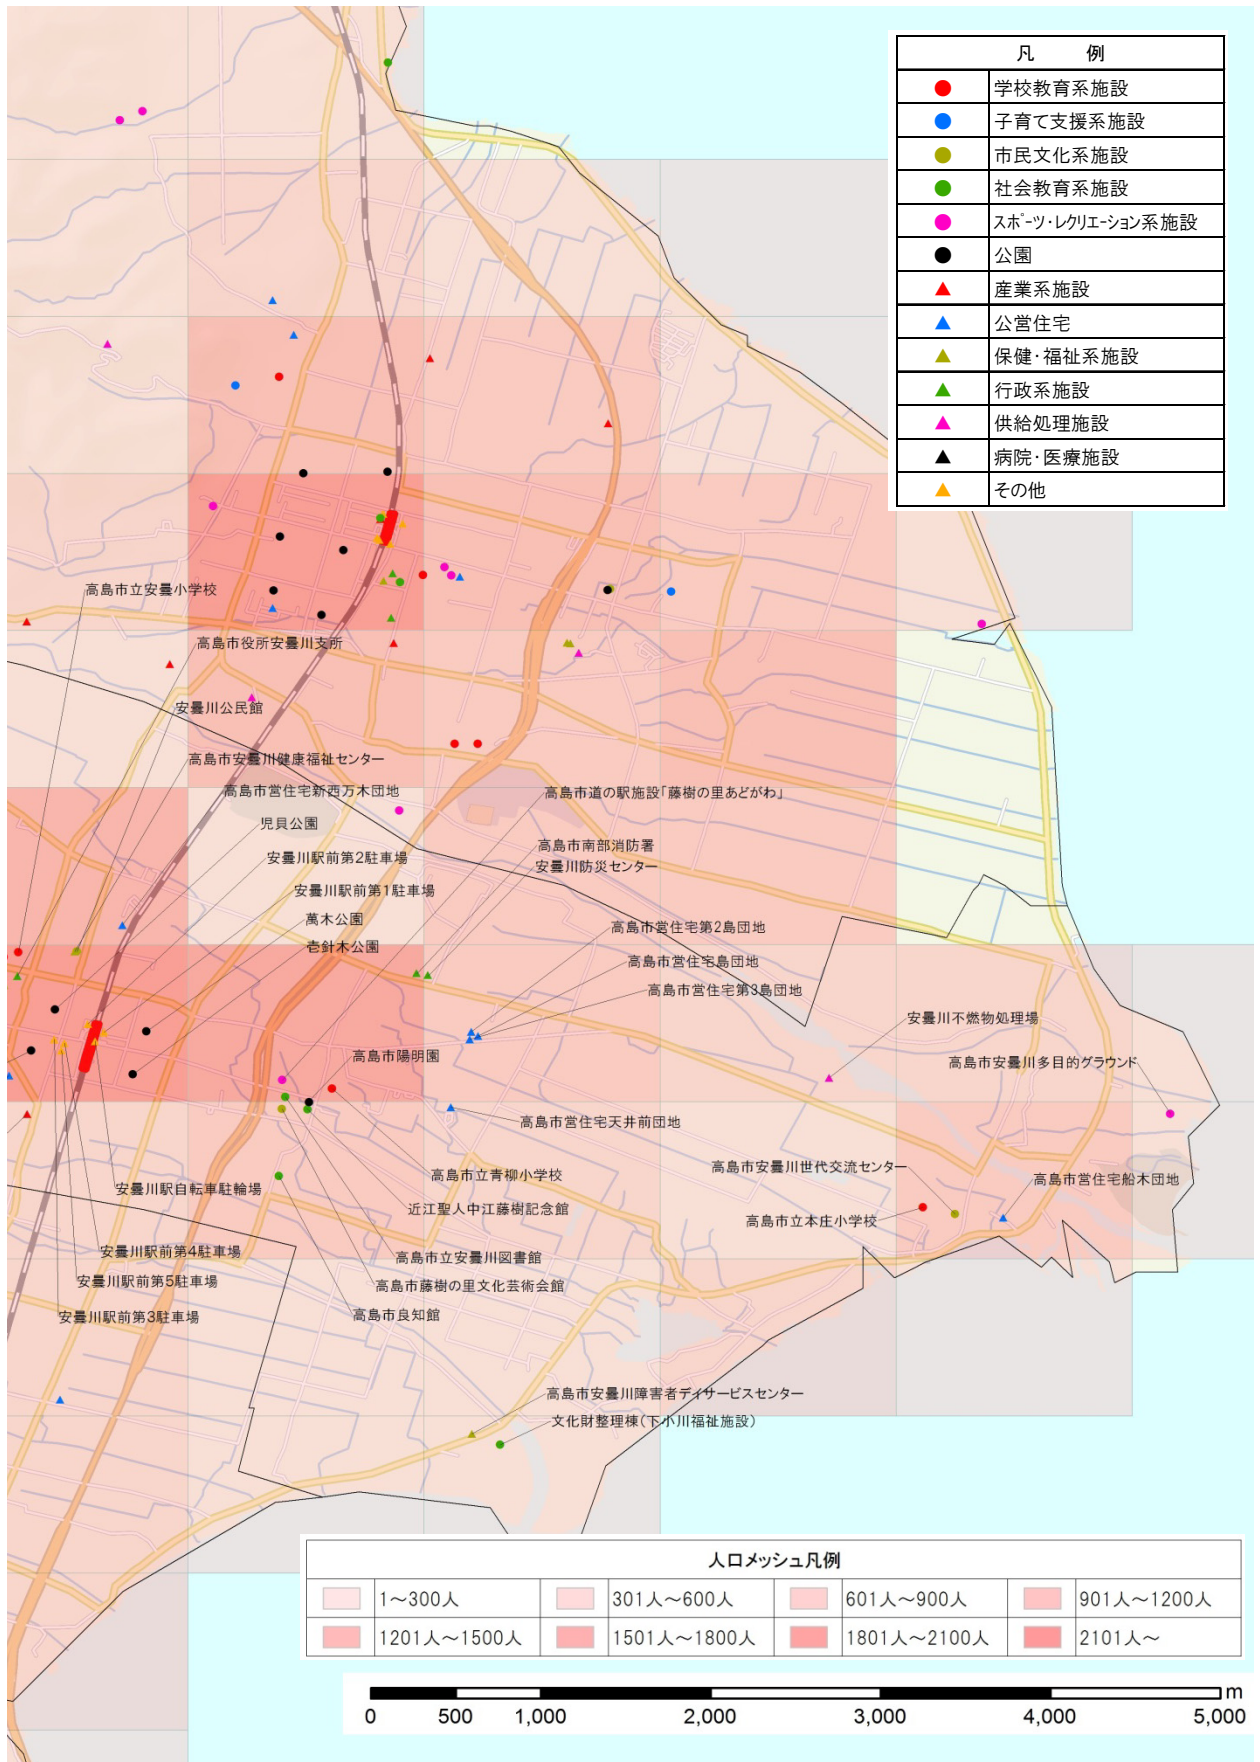 凡　例
学校教育系施設
子育て支援系施設
市民文化系施設
社会教育系施設
スポーツ・レクリエーション系施設
公園
産業系施設
公営住宅
保健・福祉系施設
行政系施設
供給処理施設
病院・医療施設
その他
高島市立安曇小学校
高島市役所安曇川支所
安曇川公民館
高島市安曇川健康福祉センター
高島市営住宅新西万木団地
高島市道の駅施設「藤樹の里あどがわ」
児貝公園
高島市南部消防署
安曇川駅前第2駐車場
安曇川防災センター
安曇川駅前第1駐車場
萬木公園
高島市営住宅第2島団地
壱針木公園
高島市営住宅島団地
高島市営住宅第3島団地
安曇川不燃物処理場
高島市陽明園
高島市安曇川多目的グラウンド
高島市営住宅天井前団地
高島市安曇川世代交流センター
高島市立青柳小学校
高島市営住宅船木団地
安曇川駅自転車駐輪場
近江聖人中江藤樹記念館
高島市立本庄小学校
安曇川駅前第4駐車場
高島市立安曇川図書館
安曇川駅前第5駐車場
高島市藤樹の里文化芸術会館
安曇川駅前第3駐車場
高島市良知館
高島市安曇川障害者デイサービスセンター
文化財整理棟(下小川福祉施設)
人口メッシュ凡例
1～300人 301人～600人 601人～900人 901人～1200人
1201人～1500人 1501人～1800人 1801人～2100人 2101人～
m
0 500 1,000 2,000 3,000 4,000 5,000